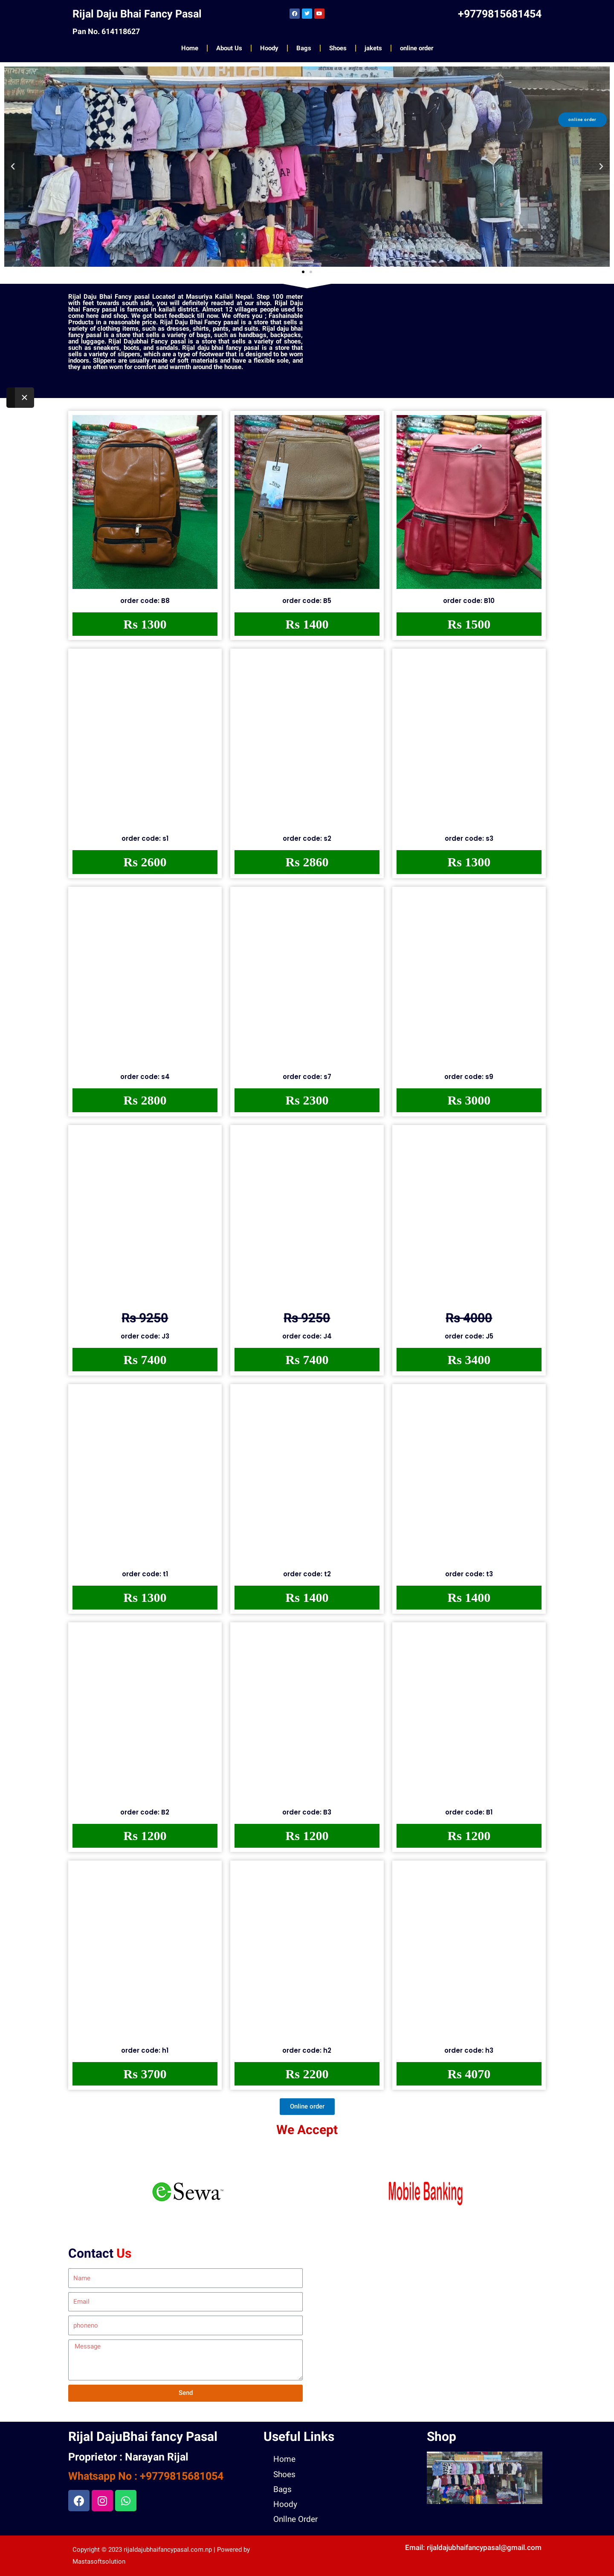 Rijal Daju Bhai Fancy Pasal
+9779815681454
Pan No. 614118627
Home
About Us
Hoody
Bags
Shoes
jakets
online order
online order
Rijal Daju Bhai Fancy pasal Located at Masuriya Kailali Nepal. Step 100 meter
with feet towards south side, you will definitely reached at our shop. Rijal Daju
bhai Fancy pasal is famous in kailali district. Almost 12 villages people used to
come here and shop. We got best feedback till now. We offers you ; Fashinable
Products in a reasonable price. Rijal Daju Bhai Fancy pasal is a store that sells a
variety of clothing items, such as dresses, shirts, pants, and suits. Rijal daju bhai
fancy pasal is a store that sells a variety of bags, such as handbags, backpacks,
and luggage. Rijal Dajubhai Fancy pasal is a store that sells a variety of shoes,
such as sneakers, boots, and sandals. Rijal daju bhai fancy pasal is a store that
sells a variety of slippers, which are a type of footwear that is designed to be worn
indoors. Slippers are usually made of soft materials and have a flexible sole, and
they are often worn for comfort and warmth around the house.
order code: B8
order code: B5
order code: B10
Rs 1300
Rs 1400
Rs 1500
order code: s1
order code: s2
order code: s3
Rs 2600
Rs 2860
Rs 1300
order code: s4
order code: s7
order code: s9
Rs 2800
Rs 2300
Rs 3000
Rs 9250
Rs 9250
Rs 4000
order code: J3
order code: J4
order code: J5
Rs 7400
Rs 7400
Rs 3400
order code: t1
order code: t2
order code: t3
Rs 1300
Rs 1400
Rs 1400
order code: B2
order code: B3
order code: B1
Rs 1200
Rs 1200
Rs 1200
order code: h1
order code: h2
order code: h3
Rs 3700
Rs 2200
Rs 4070
Online order
We Accept
eSewa
Mobile Banking
Contact Us
Name
Email
phoneno
Message
Send
Rijal DajuBhai fancy Pasal
Proprietor : Narayan Rijal
Whatsapp No : +9779815681054
Useful Links
Home
Shoes
Bags
Hoody
Onllne Order
Shop
Copyright © 2023 rijaldajubhaifancypasal.com.np | Powered by
Mastasoftsolution
Email: rijaldajubhaifancypasal@gmail.com